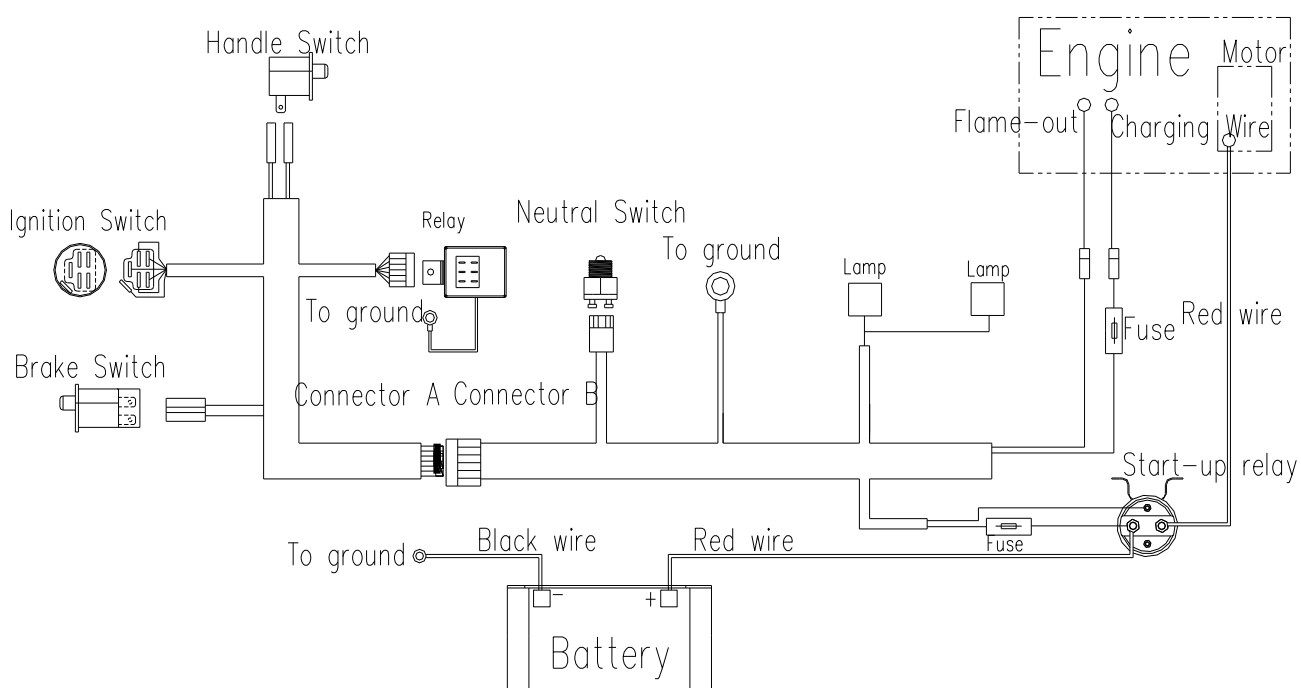 Handle Switch
Engine
Motor
Flame-out
Charging Wire
Ignition Switch
Relay
Neutral Switch
To ground
Lamp
Lamp
To ground
Fuse
Red wire
Brake Switch
Connector A
Connector B
Start-up relay
Fuse
To ground
Black wire
Red wire
-
+
Battery